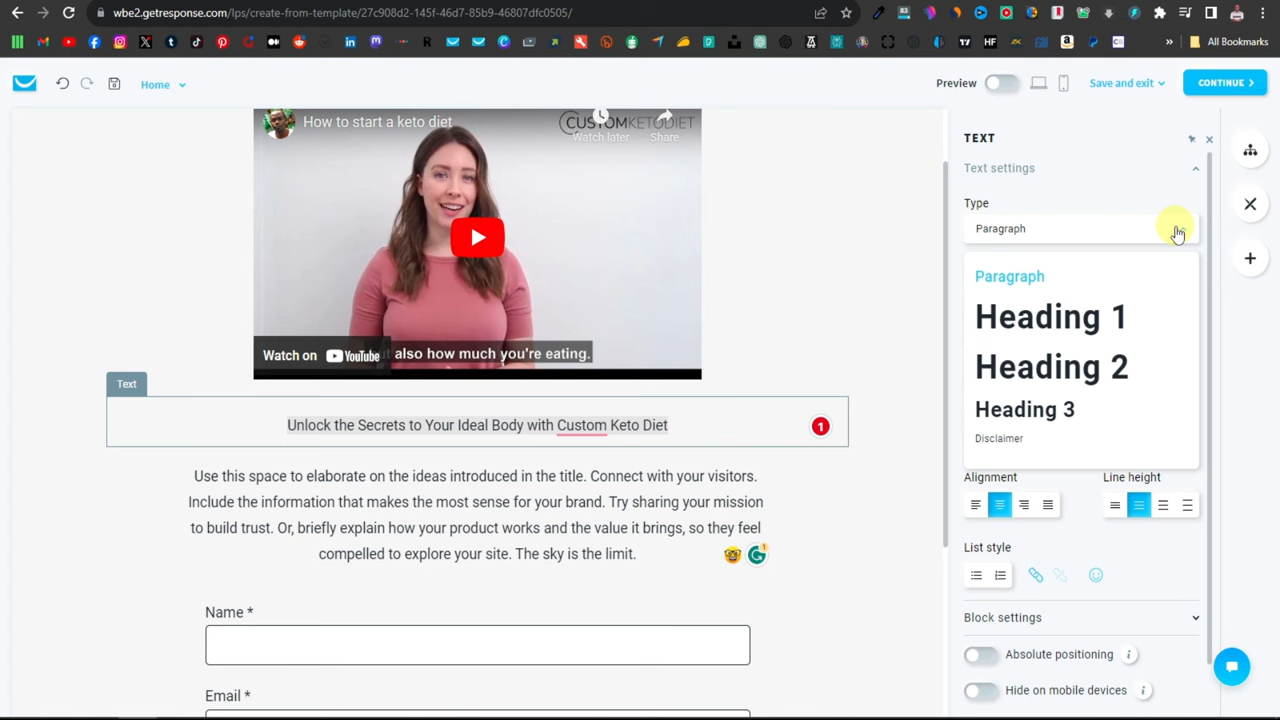 wbe2.getresponse.com/lps/create-from-template/27c908d2-145f-46d7-85b9-46807dfc0505/
All Bookmarks
Home
Preview
Save and exit
CONTINUE
How to start a keto diet
CUSTOMKETODIET
Watch later
Share
Watch on YouTube
also how much you're eating.
Text
Unlock the Secrets to Your Ideal Body with Custom Keto Diet
1
Use this space to elaborate on the ideas introduced in the title. Connect with your visitors.
Include the information that makes the most sense for your brand. Try sharing your mission
to build trust. Or, briefly explain how your product works and the value it brings, so they feel
compelled to explore your site. The sky is the limit.
1
Name *
Email *
TEXT
Text settings
Type
Paragraph
Paragraph
Heading 1
Heading 2
Heading 3
Disclaimer
Alignment
Line height
List style
Block settings
Absolute positioning
Hide on mobile devices